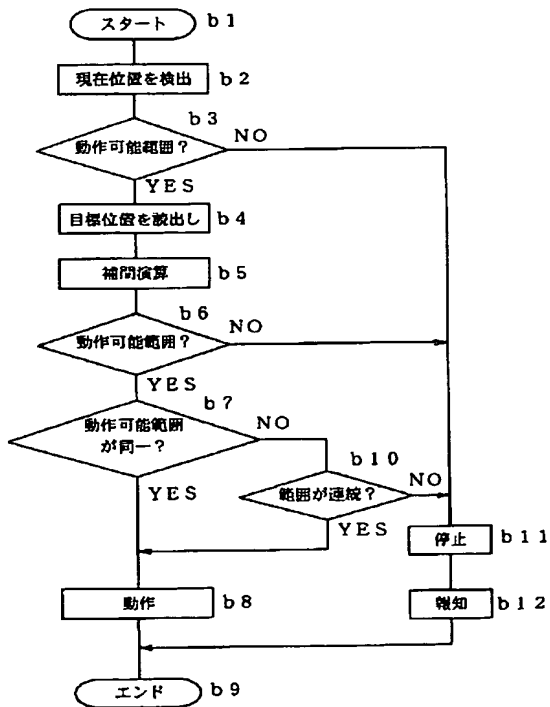 スタート b1
現在位置を検出 b2
b3
動作可能範囲? NO
YES
目標位置を読出し b4
補間演算 b5
b6
動作可能範囲? NO
YES
b7
動作可能範囲 NO
が同一?
b10
YES
範囲が連続? NO
YES
停止 b11
動作 b8
報知 b12
エンド b9